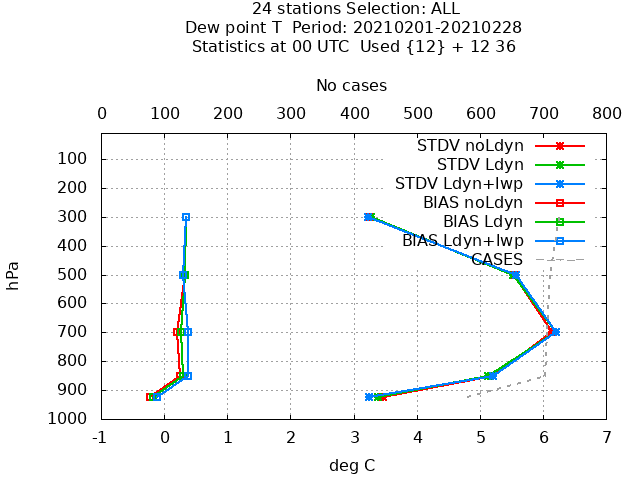 24 stations Selection: ALL
Dew point T  Period: 20210201-20210228
Statistics at 00 UTC  Used {12} + 12 36
No cases
0 100 200 300 400 500 600 700 800
STDV noLdyn
100
STDV Ldyn
STDV Ldyn+lwp
200
BIAS noLdyn
300
BIAS Ldyn
BIAS Ldyn+lwp
400
CASES
hPa
500
600
700
800
900
1000
-1 0 1 2 3 4 5 6 7
deg C